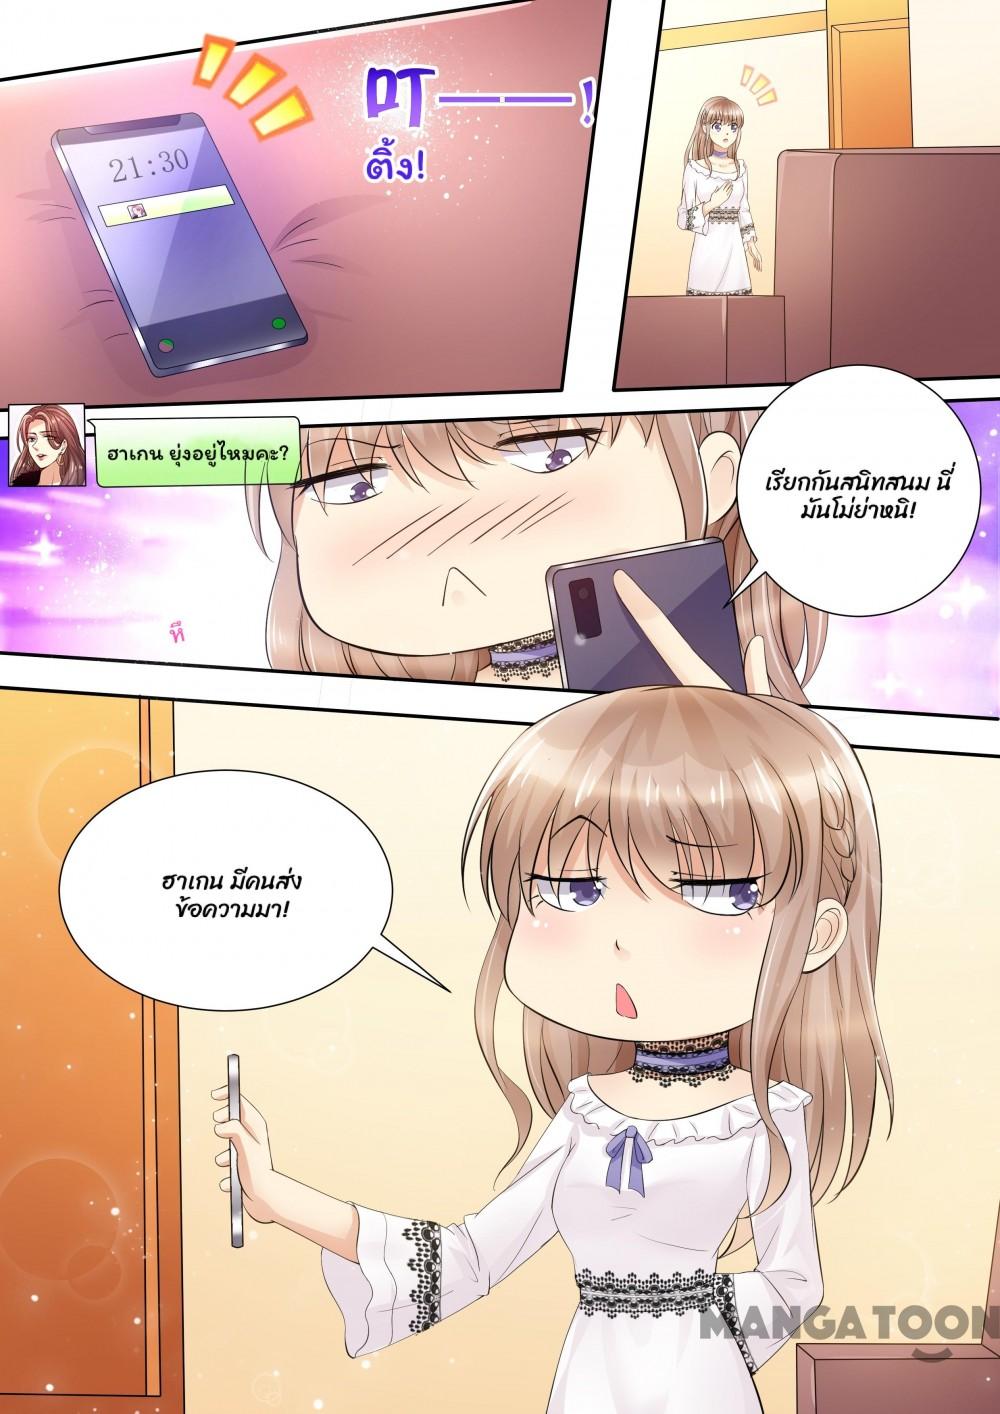 叮——!
21:30
ติ้ง!
ฮาเกน ยุ่งอยู่ไหมคะ?
เรียกกันสนิทสนม นี่
มันโม่ย่าหนิ!
หึ
ฮาเกน มีคนส่ง
ข้อความมา!
MANGATOON